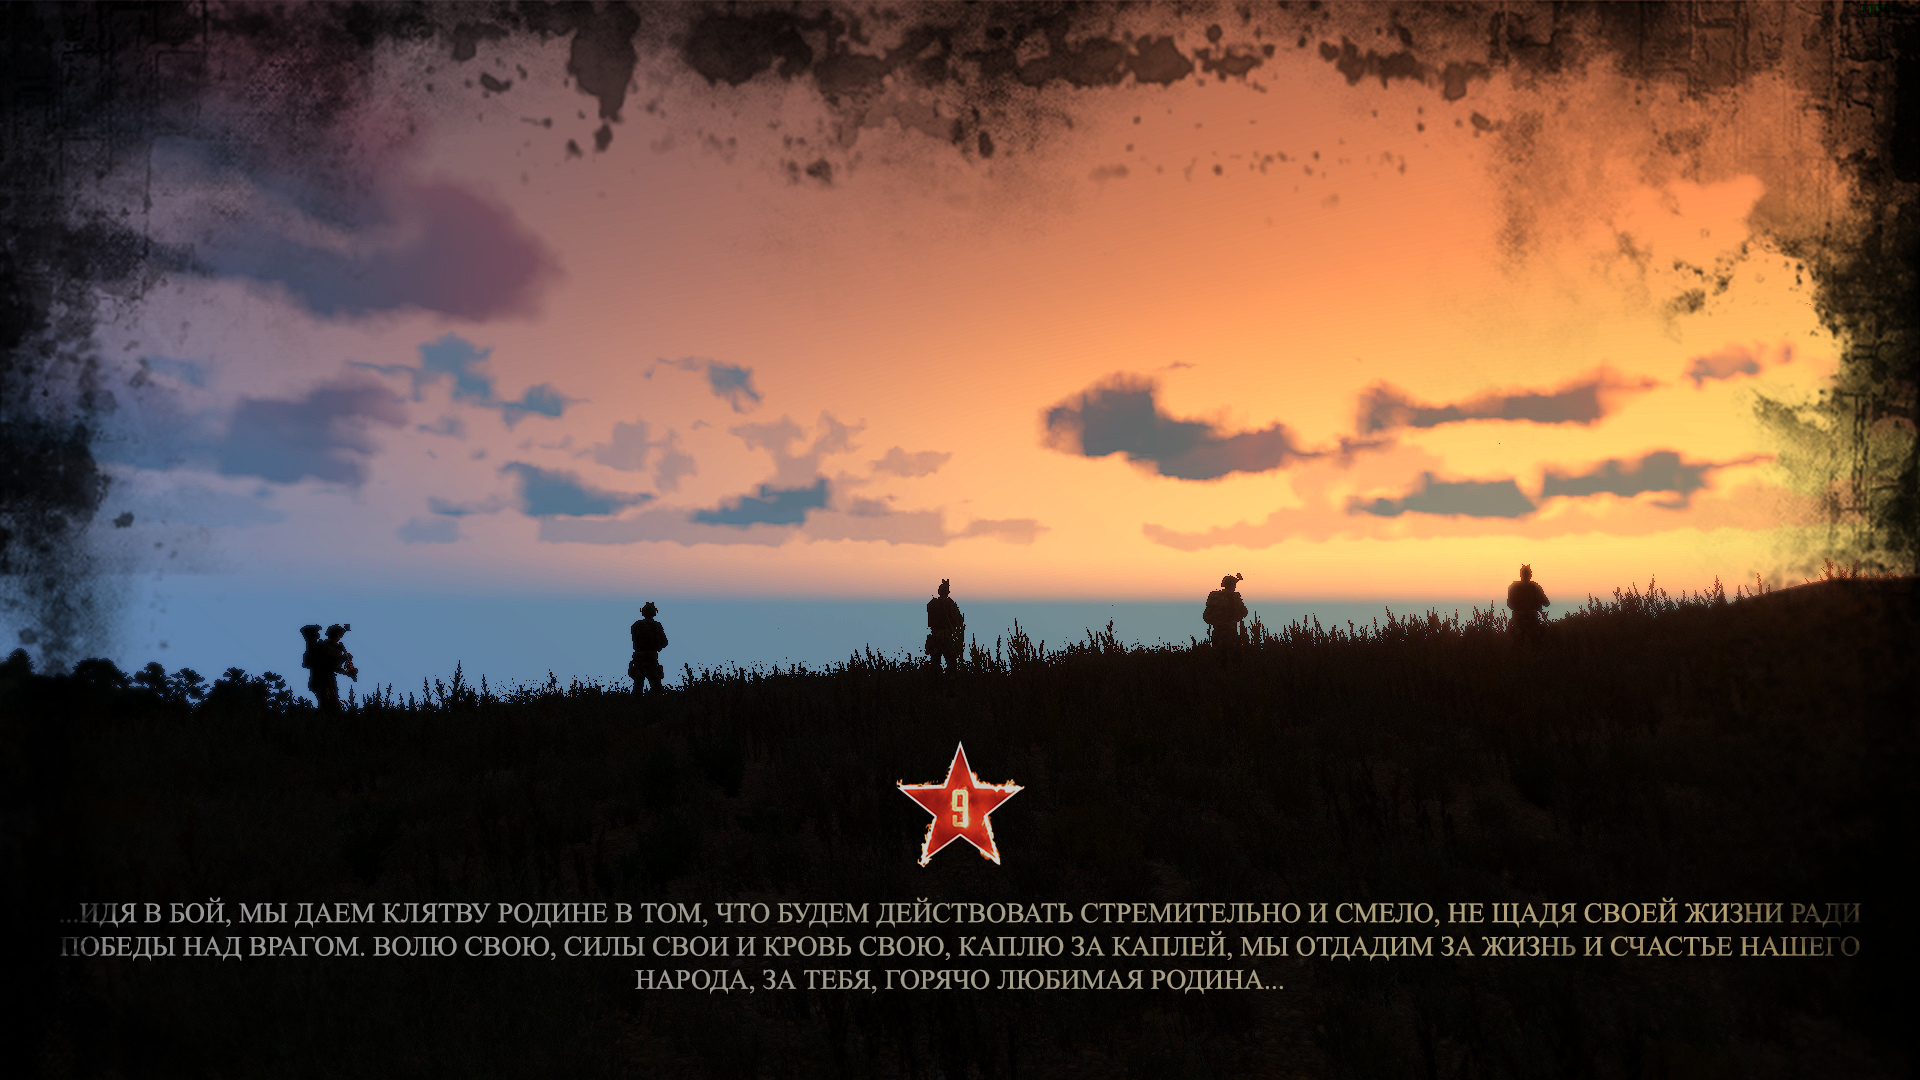 9
...ИДЯ В БОЙ, МЫ ДАЕМ КЛЯТВУ РОДИНЕ В ТОМ, ЧТО БУДЕМ ДЕЙСТВОВАТЬ СТРЕМИТЕЛЬНО И СМЕЛО, НЕ ЩАДЯ СВОЕЙ ЖИЗНИ РАДИ
ПОБЕДЫ НАД ВРАГОМ. ВОЛЮ СВОЮ, СИЛЫ СВОИ И КРОВЬ СВОЮ, КАПЛЮ ЗА КАПЛЕЙ, МЫ ОТДАДИМ ЗА ЖИЗНЬ И СЧАСТЬЕ НАШЕГО
НАРОДА, ЗА ТЕБЯ, ГОРЯЧО ЛЮБИМАЯ РОДИНА...